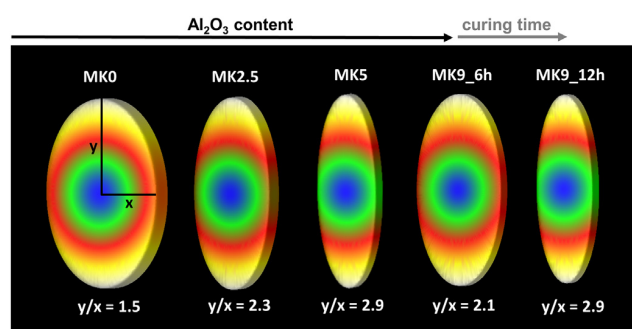 Al₂O₃ content
curing time
MK0
MK2.5
MK5
MK9_6h
MK9_12h
y
x
y/x = 1.5
y/x = 2.3
y/x = 2.9
y/x = 2.1
y/x = 2.9